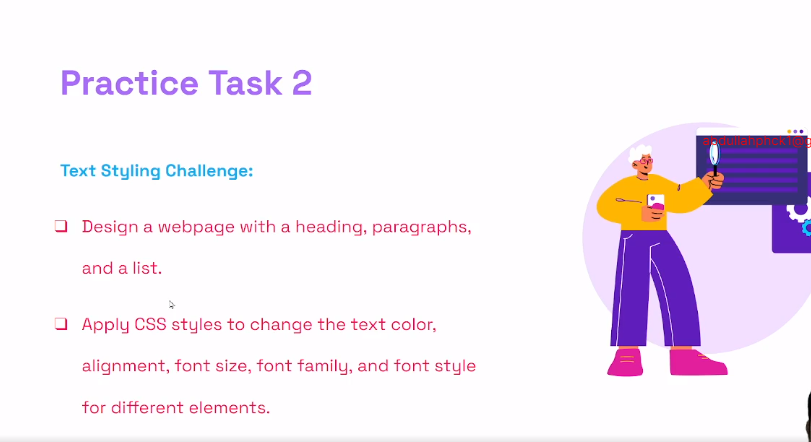 Practice Task 2
Text Styling Challenge:
❑ Design a webpage with a heading, paragraphs,
and a list.
❑ Apply CSS styles to change the text color,
alignment, font size, font family, and font style
for different elements.